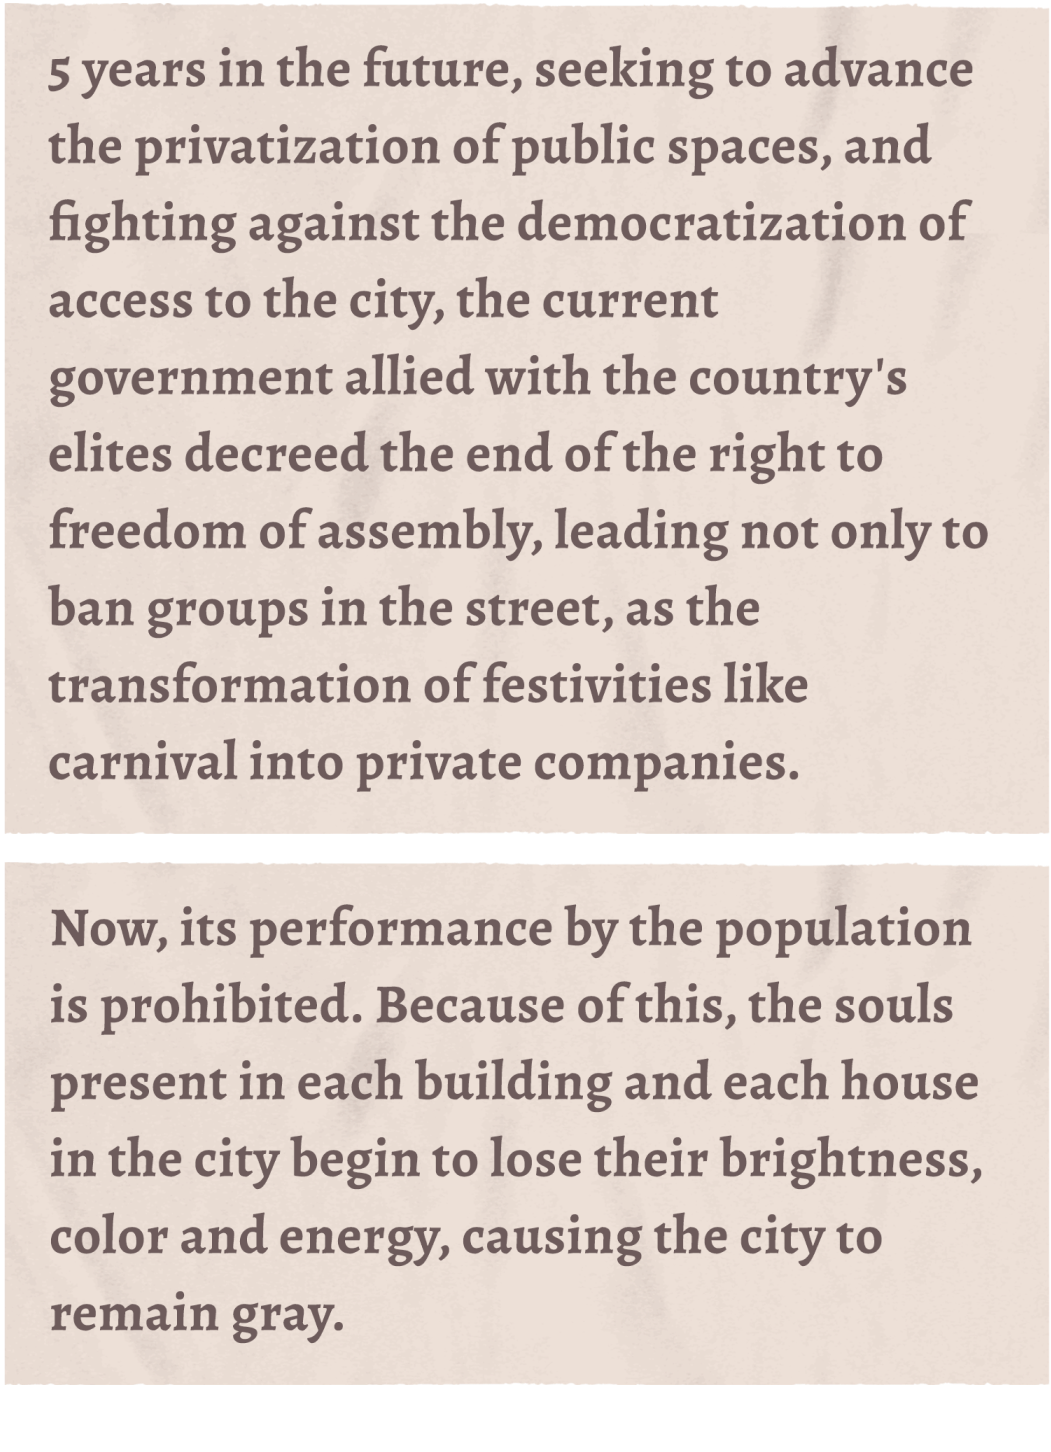 5 years in the future, seeking to advance
the privatization of public spaces, and
fighting against the democratization of
access to the city, the current
government allied with the country's
elites decreed the end of the right to
freedom of assembly, leading not only to
ban groups in the street, as the
transformation of festivities like
carnival into private companies.
Now, its performance by the population
is prohibited. Because of this, the souls
present in each building and each house
in the city begin to lose their brightness,
color and energy, causing the city to
remain gray.